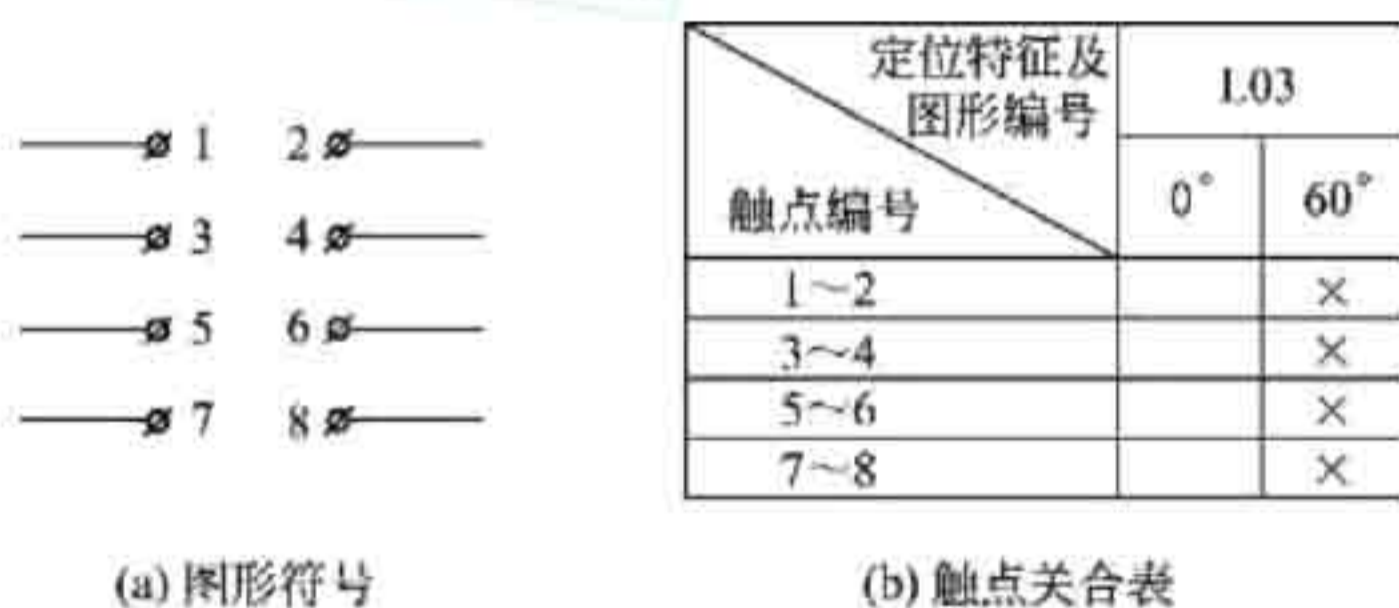 1 2
3 4
5 6
7 8
(a) 图形符号
定位特征及
图形编号
触点编号
L03
0° 60°
1～2 ×
3～4 ×
5～6 ×
7～8 ×
(b) 触点关合表